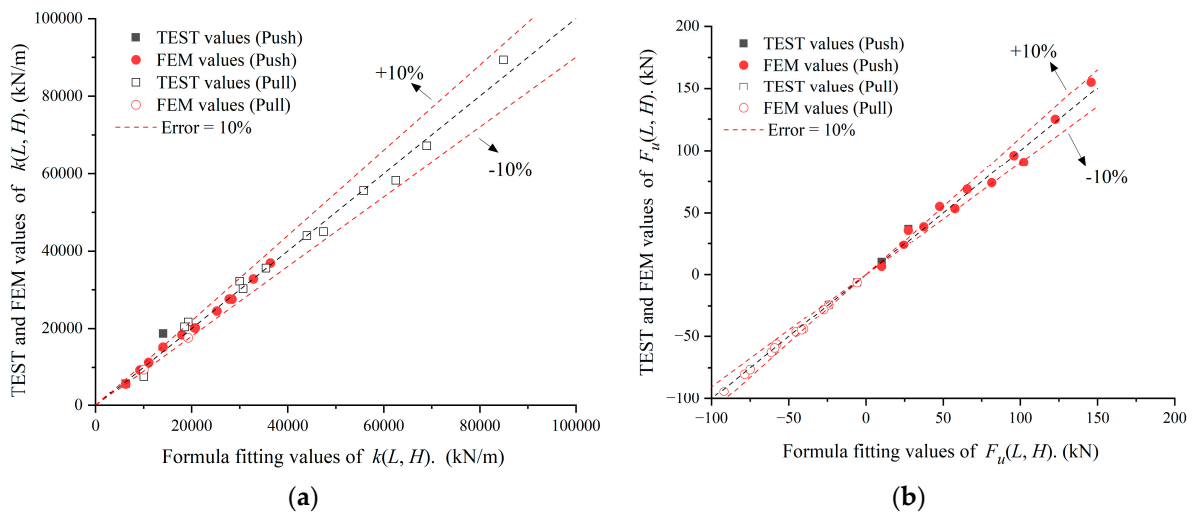 TEST and FEM values of k(L, H). (kN/m)
100000
80000
60000
40000
20000
0
TEST values (Push)
FEM values (Push)
TEST values (Pull)
FEM values (Pull)
Error = 10%
+10%
-10%
0 20000 40000 60000 80000 100000
Formula fitting values of k(L, H). (kN/m)
(a)
TEST and FEM values of F_u(L, H). (kN)
200
150
100
50
0
−50
−100
TEST values (Push)
FEM values (Push)
TEST values (Pull)
FEM values (Pull)
Error = 10%
+10%
-10%
−100 −50 0 50 100 150 200
Formula fitting values of F_u(L, H). (kN)
(b)